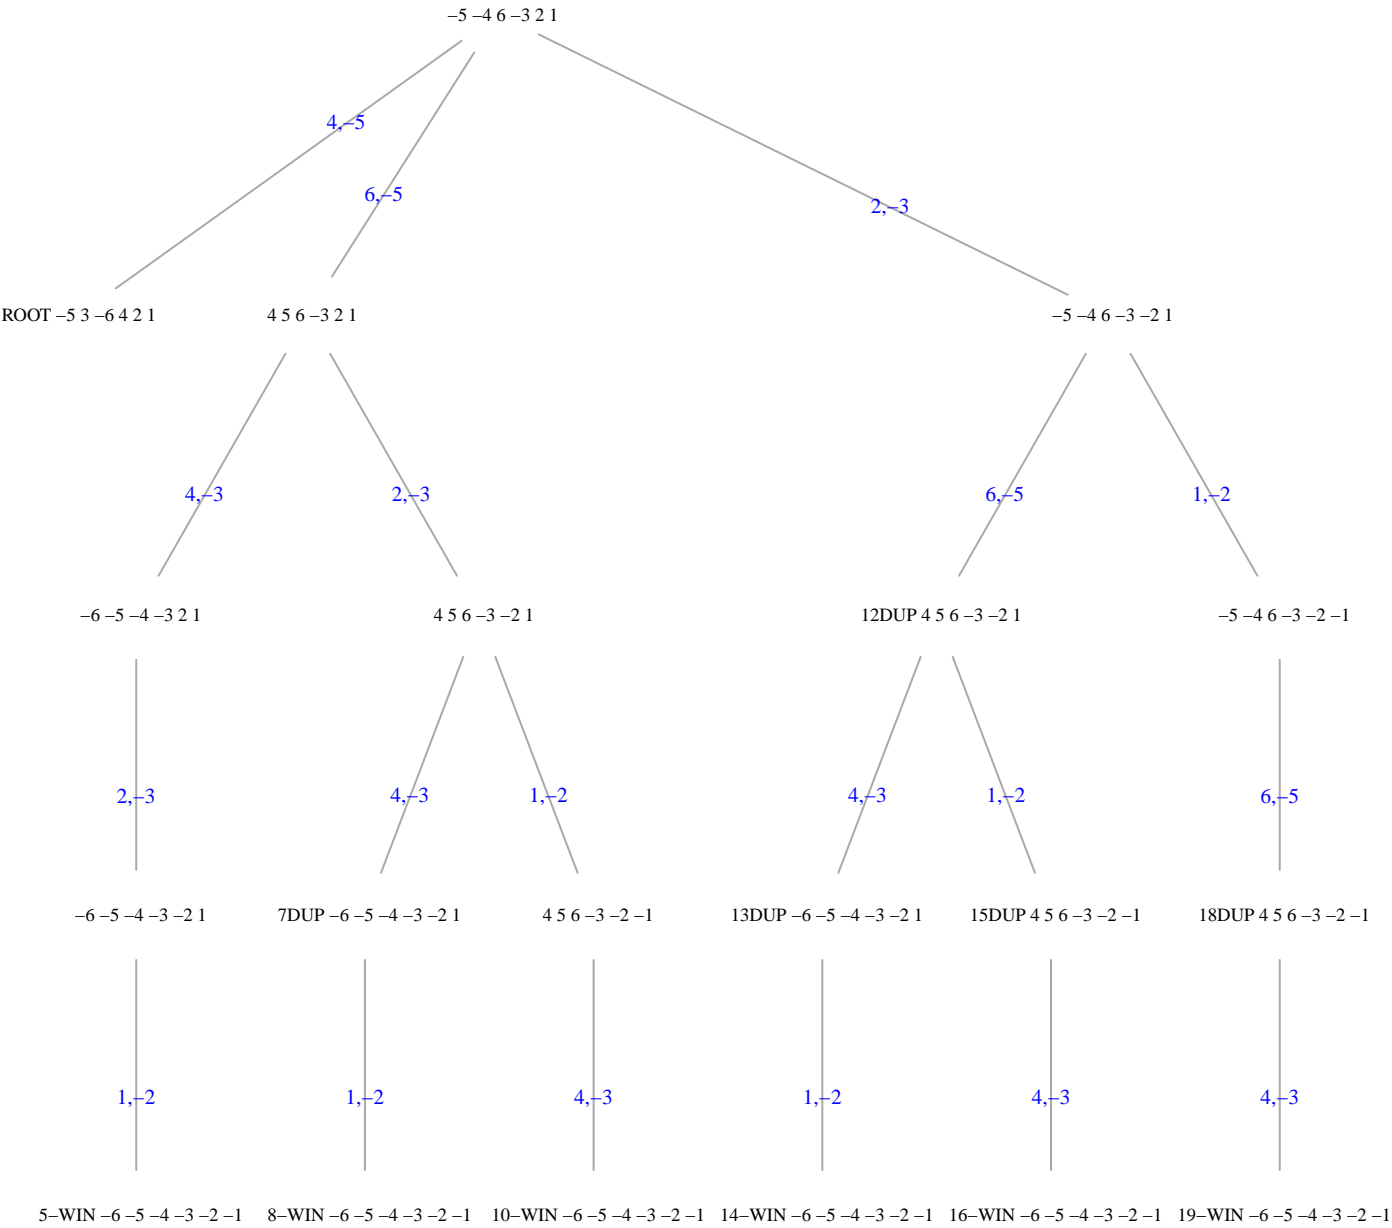 –5 –4 6 –3 2 1
4,–5
6,–5
2,–3
ROOT –5 3 –6 4 2 1
4 5 6 –3 2 1
–5 –4 6 –3 –2 1
4,–3
2,–3
6,–5
1,–2
–6 –5 –4 –3 2 1
4 5 6 –3 –2 1
12DUP 4 5 6 –3 –2 1
–5 –4 6 –3 –2 –1
2,–3
4,–3
1,–2
4,–3
1,–2
6,–5
–6 –5 –4 –3 –2 1
7DUP –6 –5 –4 –3 –2 1
4 5 6 –3 –2 –1
13DUP –6 –5 –4 –3 –2 1
15DUP 4 5 6 –3 –2 –1
18DUP 4 5 6 –3 –2 –1
1,–2
1,–2
4,–3
1,–2
4,–3
4,–3
5–WIN –6 –5 –4 –3 –2 –1
8–WIN –6 –5 –4 –3 –2 –1
10–WIN –6 –5 –4 –3 –2 –1
14–WIN –6 –5 –4 –3 –2 –1
16–WIN –6 –5 –4 –3 –2 –1
19–WIN –6 –5 –4 –3 –2 –1